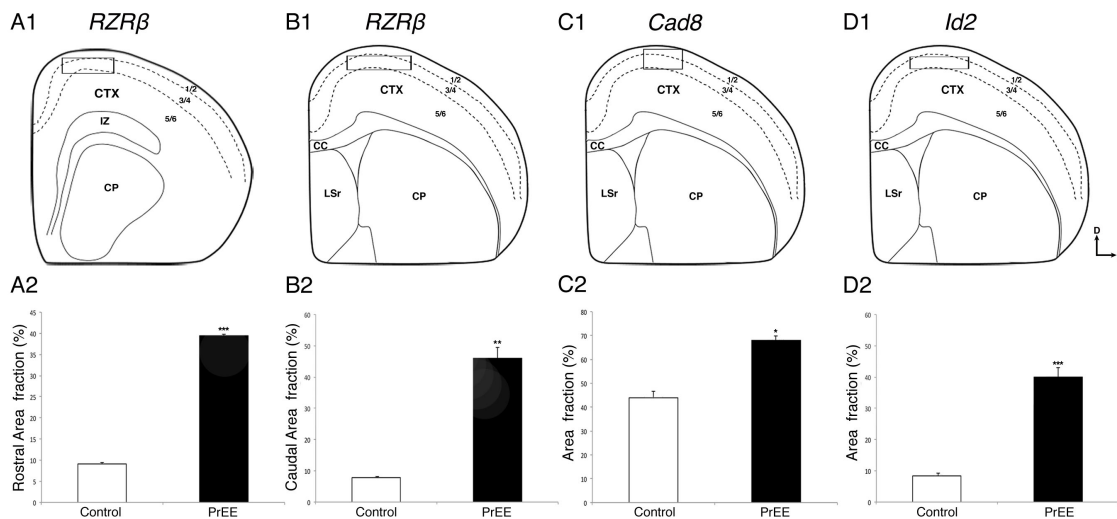 A1 RZRβ
CTX
IZ
CP
1/2
3/4
5/6
B1 RZRβ
CTX
CC
LSr
CP
1/2
3/4
5/6
C1 Cad8
CTX
CC
LSr
CP
1/2
3/4
5/6
D1 Id2
CTX
CC
LSr
CP
1/2
3/4
5/6
D
A2
Rostral Area fraction (%)
45
40
35
30
25
20
15
10
5
0
***
Control PrEE
B2
Caudal Area fraction (%)
60
50
40
30
20
10
0
**
Control PrEE
C2
Area fraction (%)
80
70
60
50
40
30
20
10
0
*
Control PrEE
D2
Area fraction (%)
60
50
40
30
20
10
0
***
Control PrEE